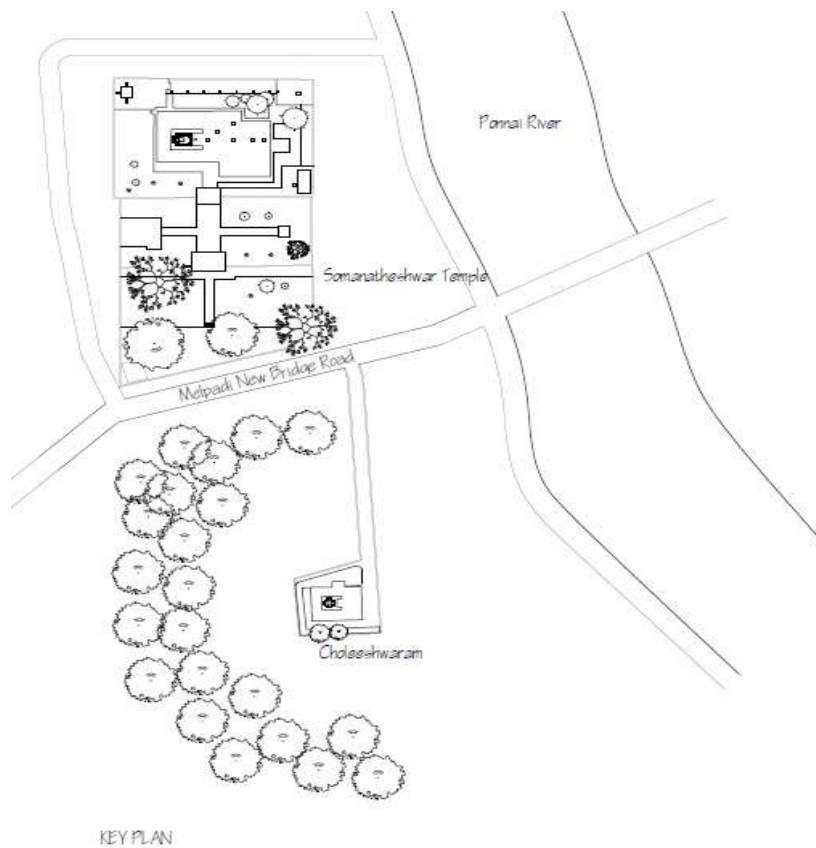 Ponnai River
Somanatheshwar Temple
Melpadi New Bridge Road
Choleeshwaram
KEY PLAN